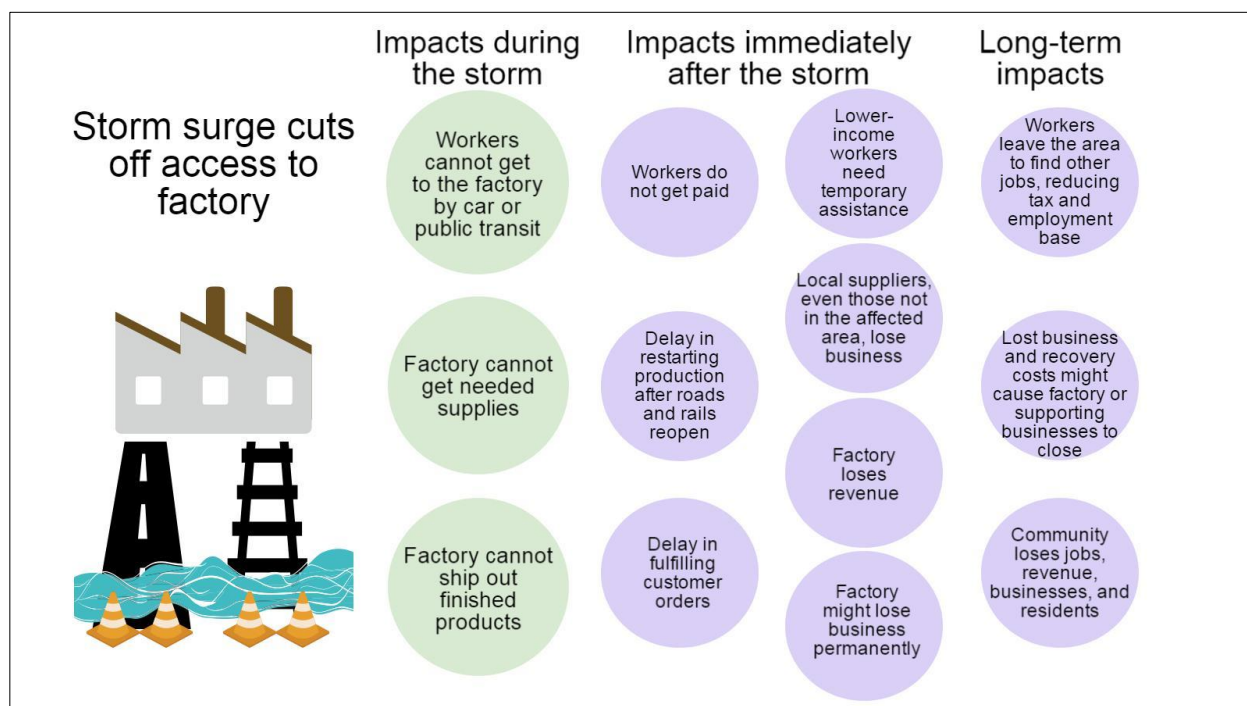 Storm surge cuts
off access to
factory
Impacts during
the storm
Workers
cannot get
to the factory
by car or
public transit
Factory cannot
get needed
supplies
Factory cannot
ship out
finished
products
Impacts immediately
after the storm
Workers do
not get paid
Delay in
restarting
production
after roads
and rails
reopen
Delay in
fulfilling
customer
orders
Lower-
income
workers
need
temporary
assistance
Local suppliers,
even those not
in the affected
area, lose
business
Factory
loses
revenue
Factory
might lose
business
permanently
Long-term
impacts
Workers
leave the area
to find other
jobs, reducing
tax and
employment
base
Lost business
and recovery
costs might
cause factory or
supporting
businesses to
close
Community
loses jobs,
revenue,
businesses, and
residents